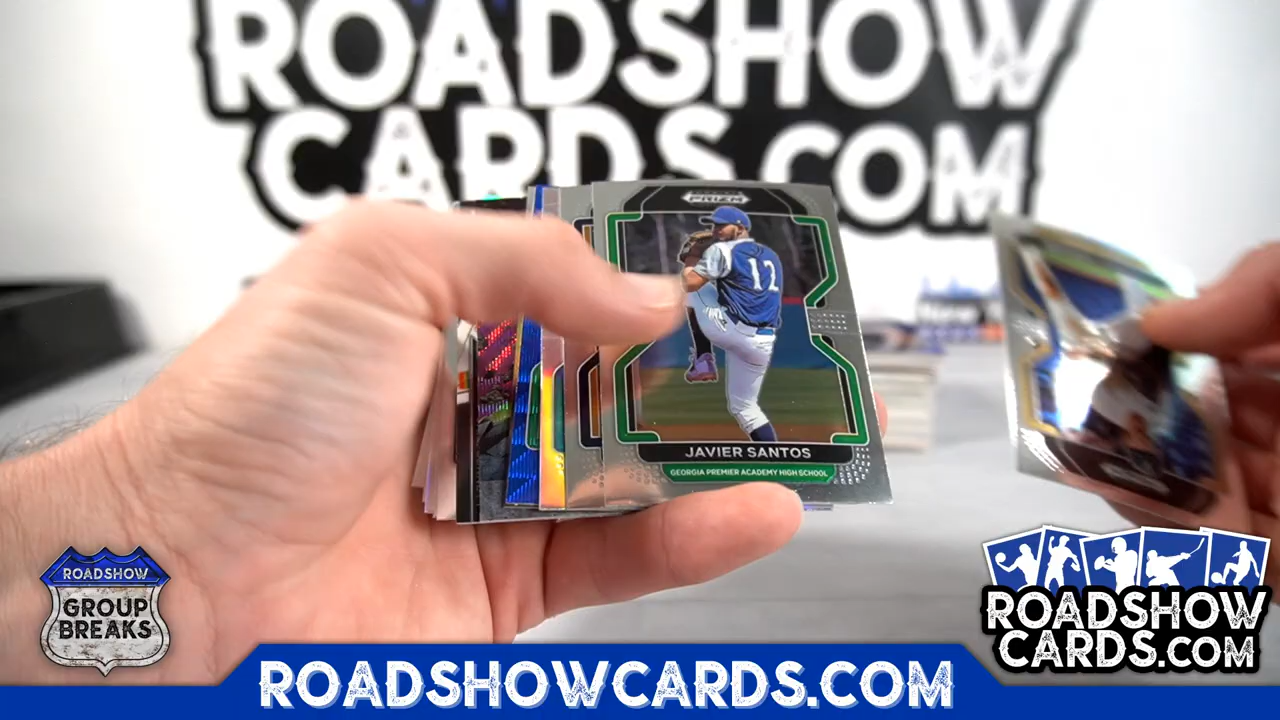 ROADSHOW
CARDS.COM
PRIZM
12
JAVIER SANTOS
GEORGIA PREMIER ACADEMY HIGH SCHOOL
ROADSHOW
GROUP
BREAKS
ROADSHOW
CARDS.COM
ROADSHOWCARDS.COM